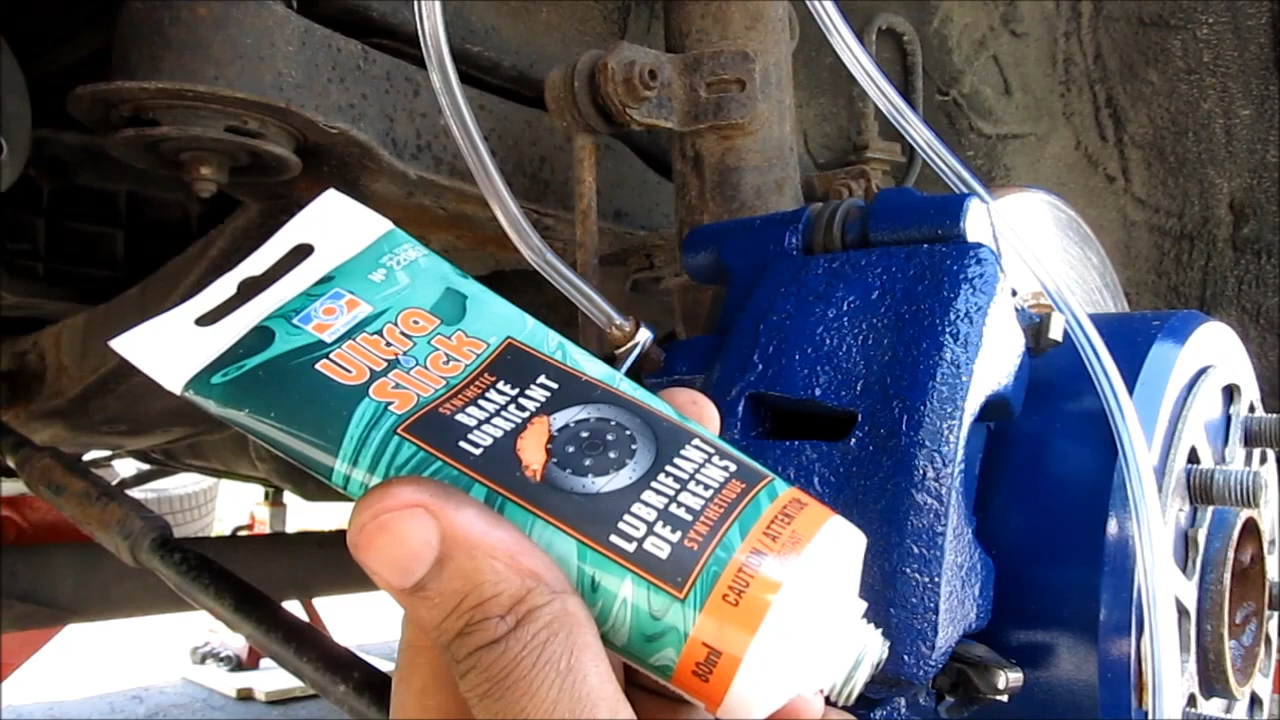 Ultra
Slick
SYNTHETIC
BRAKE
LUBRICANT
LUBRIFIANT
DE FREINS
SYNTHÉTIQUE
CAUTION / ATTENTION
80ml